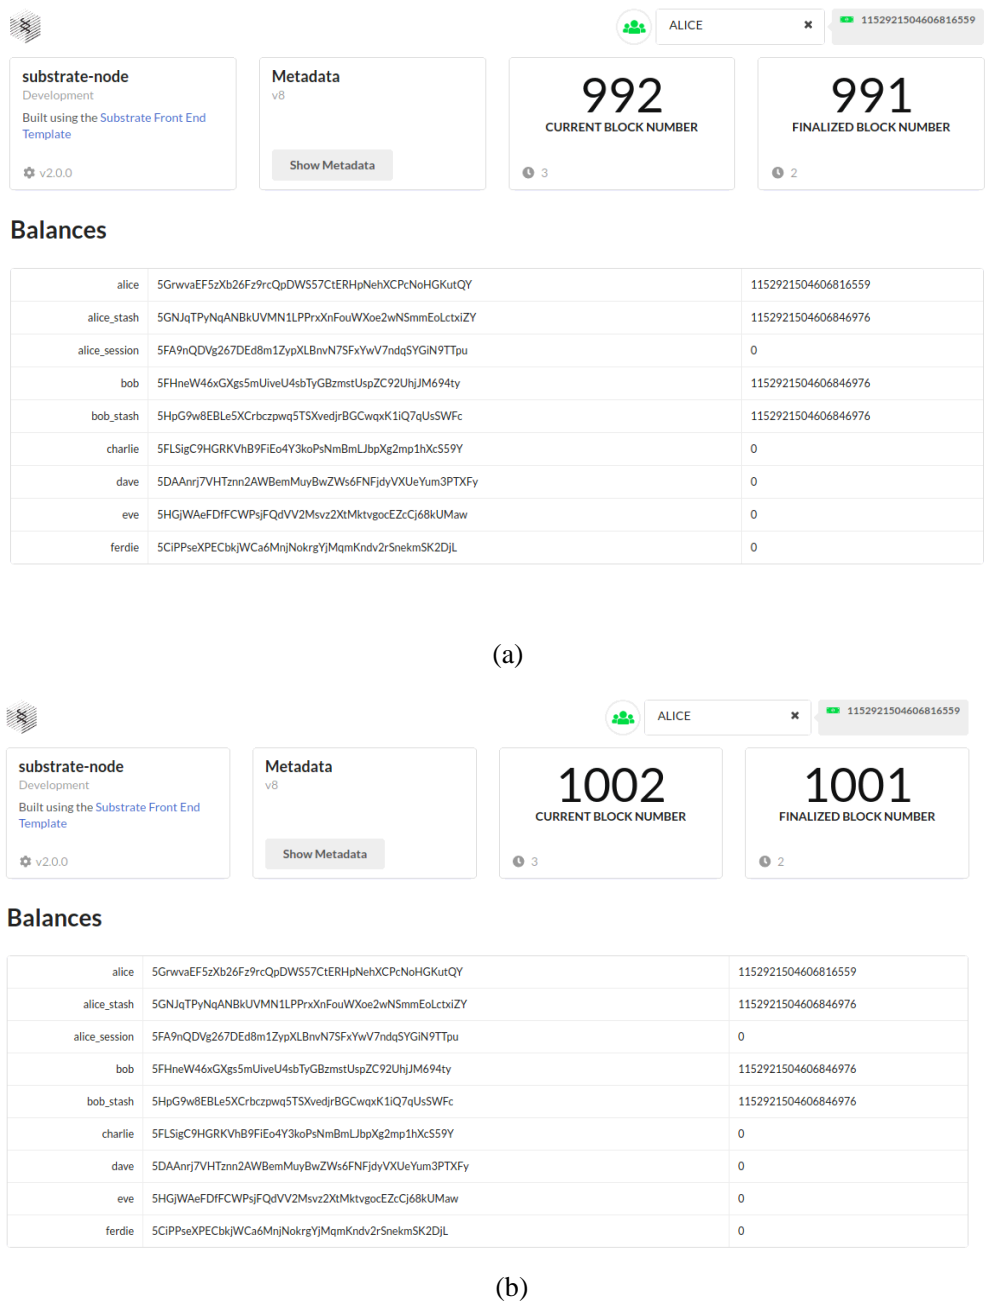 ALICE
1152921504606816559
substrate-node
Development
Built using the Substrate Front End
Template
v2.0.0
Metadata
v8
Show Metadata
992
CURRENT BLOCK NUMBER
3
991
FINALIZED BLOCK NUMBER
2
Balances
alice 5GrwvaEF5zXb26Fz9rcQpDWS57CtERHpNehXCPcNoHGKutQY 1152921504606816559
alice_stash 5GNJqTPyNqANBkUVMN1LPPrxXnFouWXoe2wNSmmEoLctxiZY 1152921504606846976
alice_session 5FA9nQDVg267DEd8m1ZypXLBnvN7SFxYwV7ndqSYGiN9TTpu 0
bob 5FHneW46xGXgs5mUiveU4sbTyGBzmstUspZC92UhjJM694ty 1152921504606846976
bob_stash 5HpG9w8EBLe5XCrbczpwq5TSXvedjrBGCwqxK1iQ7qUsSWFc 1152921504606846976
charlie 5FLSigC9HGRKVhB9FiEo4Y3koPsNmBmLJbpXg2mp1hXcS59Y 0
dave 5DAAnrj7VHTznn2AWBemMuyBwZWs6FNFjdyVXUeYum3PTXFy 0
eve 5HGjWAeFDfFCWPsjFQdVV2Msvz2XtMktvgocEZcCj68kUMaw 0
ferdie 5CiPPseXPECbkjWCa6MnjNokrgYjMqmKndv2rSnekmSK2DjL 0
(a)
ALICE
1152921504606816559
substrate-node
Development
Built using the Substrate Front End
Template
v2.0.0
Metadata
v8
Show Metadata
1002
CURRENT BLOCK NUMBER
3
1001
FINALIZED BLOCK NUMBER
2
Balances
alice 5GrwvaEF5zXb26Fz9rcQpDWS57CtERHpNehXCPcNoHGKutQY 1152921504606816559
alice_stash 5GNJqTPyNqANBkUVMN1LPPrxXnFouWXoe2wNSmmEoLctxiZY 1152921504606846976
alice_session 5FA9nQDVg267DEd8m1ZypXLBnvN7SFxYwV7ndqSYGiN9TTpu 0
bob 5FHneW46xGXgs5mUiveU4sbTyGBzmstUspZC92UhjJM694ty 1152921504606846976
bob_stash 5HpG9w8EBLe5XCrbczpwq5TSXvedjrBGCwqxK1iQ7qUsSWFc 1152921504606846976
charlie 5FLSigC9HGRKVhB9FiEo4Y3koPsNmBmLJbpXg2mp1hXcS59Y 0
dave 5DAAnrj7VHTznn2AWBemMuyBwZWs6FNFjdyVXUeYum3PTXFy 0
eve 5HGjWAeFDfFCWPsjFQdVV2Msvz2XtMktvgocEZcCj68kUMaw 0
ferdie 5CiPPseXPECbkjWCa6MnjNokrgYjMqmKndv2rSnekmSK2DjL 0
(b)